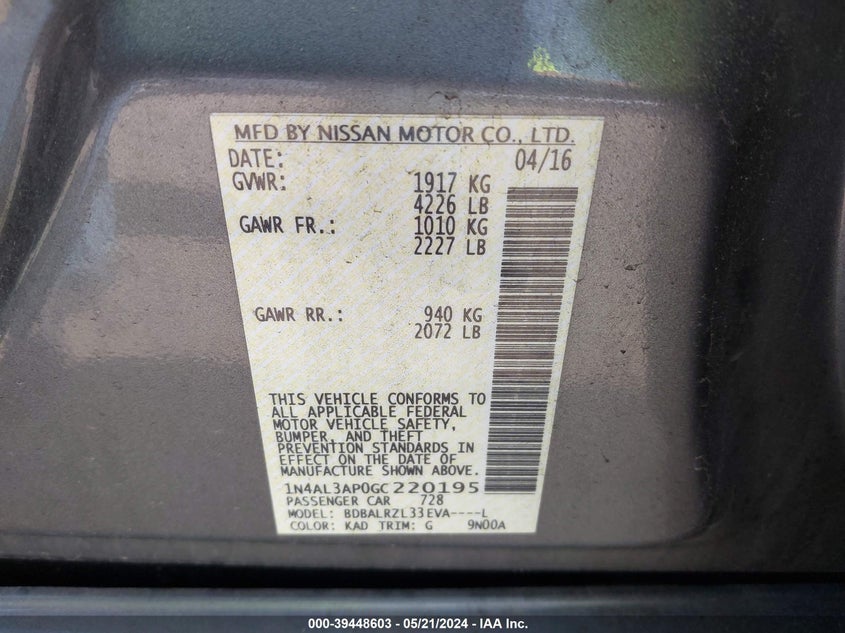 MFD BY NISSAN MOTOR CO., LTD.
DATE: 04/16
GVWR: 1917 KG
4226 LB
GAWR FR.: 1010 KG
2227 LB
GAWR RR.: 940 KG
2072 LB
THIS VEHICLE CONFORMS TO
ALL APPLICABLE FEDERAL
MOTOR VEHICLE SAFETY,
BUMPER, AND THEFT
PREVENTION STANDARDS IN
EFFECT ON THE DATE OF
MANUFACTURE SHOWN ABOVE.
1N4AL3AP0GC220195
PASSENGER CAR 728
MODEL: BDBALRZL33EVA----L
COLOR: KAD TRIM: G 9N00A
000-39448603 - 05/21/2024 - IAA Inc.